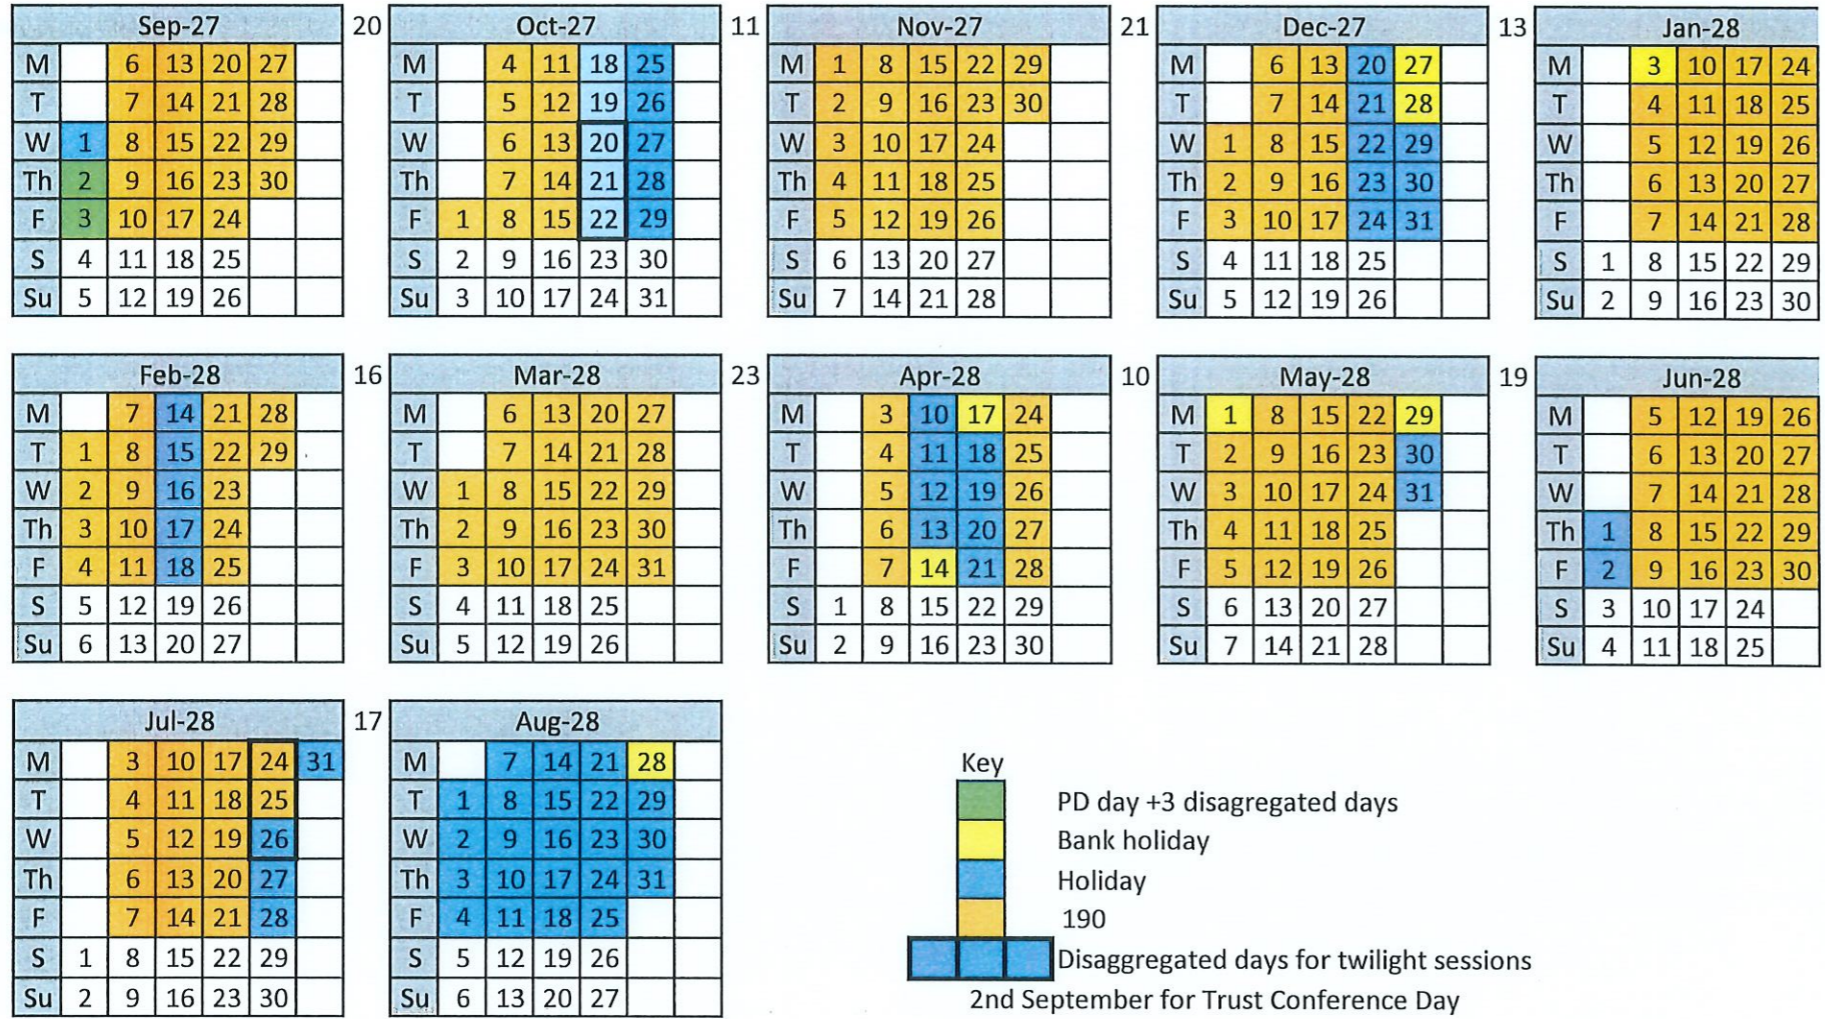 Sep-27 20 Oct-27 11 Nov-27 21 Dec-27 13 Jan-28
M 6 13 20 27 M 4 11 18 25 M 1 8 15 22 29 M 6 13 20 27 M 3 10 17 24
T 7 14 21 28 T 5 12 19 26 T 2 9 16 23 30 T 7 14 21 28 T 4 11 18 25
W 1 8 15 22 29 W 6 13 20 27 W 3 10 17 24 W 1 8 15 22 29 W 5 12 19 26
Th 2 9 16 23 30 Th 7 14 21 28 Th 4 11 18 25 Th 2 9 16 23 30 Th 6 13 20 27
F 3 10 17 24 F 1 8 15 22 29 F 5 12 19 26 F 3 10 17 24 31 F 7 14 21 28
S 4 11 18 25 S 2 9 16 23 30 S 6 13 20 27 S 4 11 18 25 S 1 8 15 22 29
Su 5 12 19 26 Su 3 10 17 24 31 Su 7 14 21 28 Su 5 12 19 26 Su 2 9 16 23 30
Feb-28 16 Mar-28 23 Apr-28 10 May-28 19 Jun-28
M 7 14 21 28 M 6 13 20 27 M 3 10 17 24 M 1 8 15 22 29 M 5 12 19 26
T 1 8 15 22 29 T 7 14 21 28 T 4 11 18 25 T 2 9 16 23 30 T 6 13 20 27
W 2 9 16 23 W 1 8 15 22 29 W 5 12 19 26 W 3 10 17 24 31 W 7 14 21 28
Th 3 10 17 24 Th 2 9 16 23 30 Th 6 13 20 27 Th 4 11 18 25 Th 1 8 15 22 29
F 4 11 18 25 F 3 10 17 24 31 F 7 14 21 28 F 5 12 19 26 F 2 9 16 23 30
S 5 12 19 26 S 4 11 18 25 S 1 8 15 22 29 S 6 13 20 27 S 3 10 17 24
Su 6 13 20 27 Su 5 12 19 26 Su 2 9 16 23 30 Su 7 14 21 28 Su 4 11 18 25
Jul-28 17 Aug-28
M 3 10 17 24 31 M 7 14 21 28
T 4 11 18 25 T 1 8 15 22 29
W 5 12 19 26 W 2 9 16 23 30
Th 6 13 20 27 Th 3 10 17 24 31
F 7 14 21 28 F 4 11 18 25
S 1 8 15 22 29 S 5 12 19 26
Su 2 9 16 23 30 Su 6 13 20 27
Key
PD day +3 disagregated days
Bank holiday
Holiday
190
Disaggregated days for twilight sessions
2nd September for Trust Conference Day